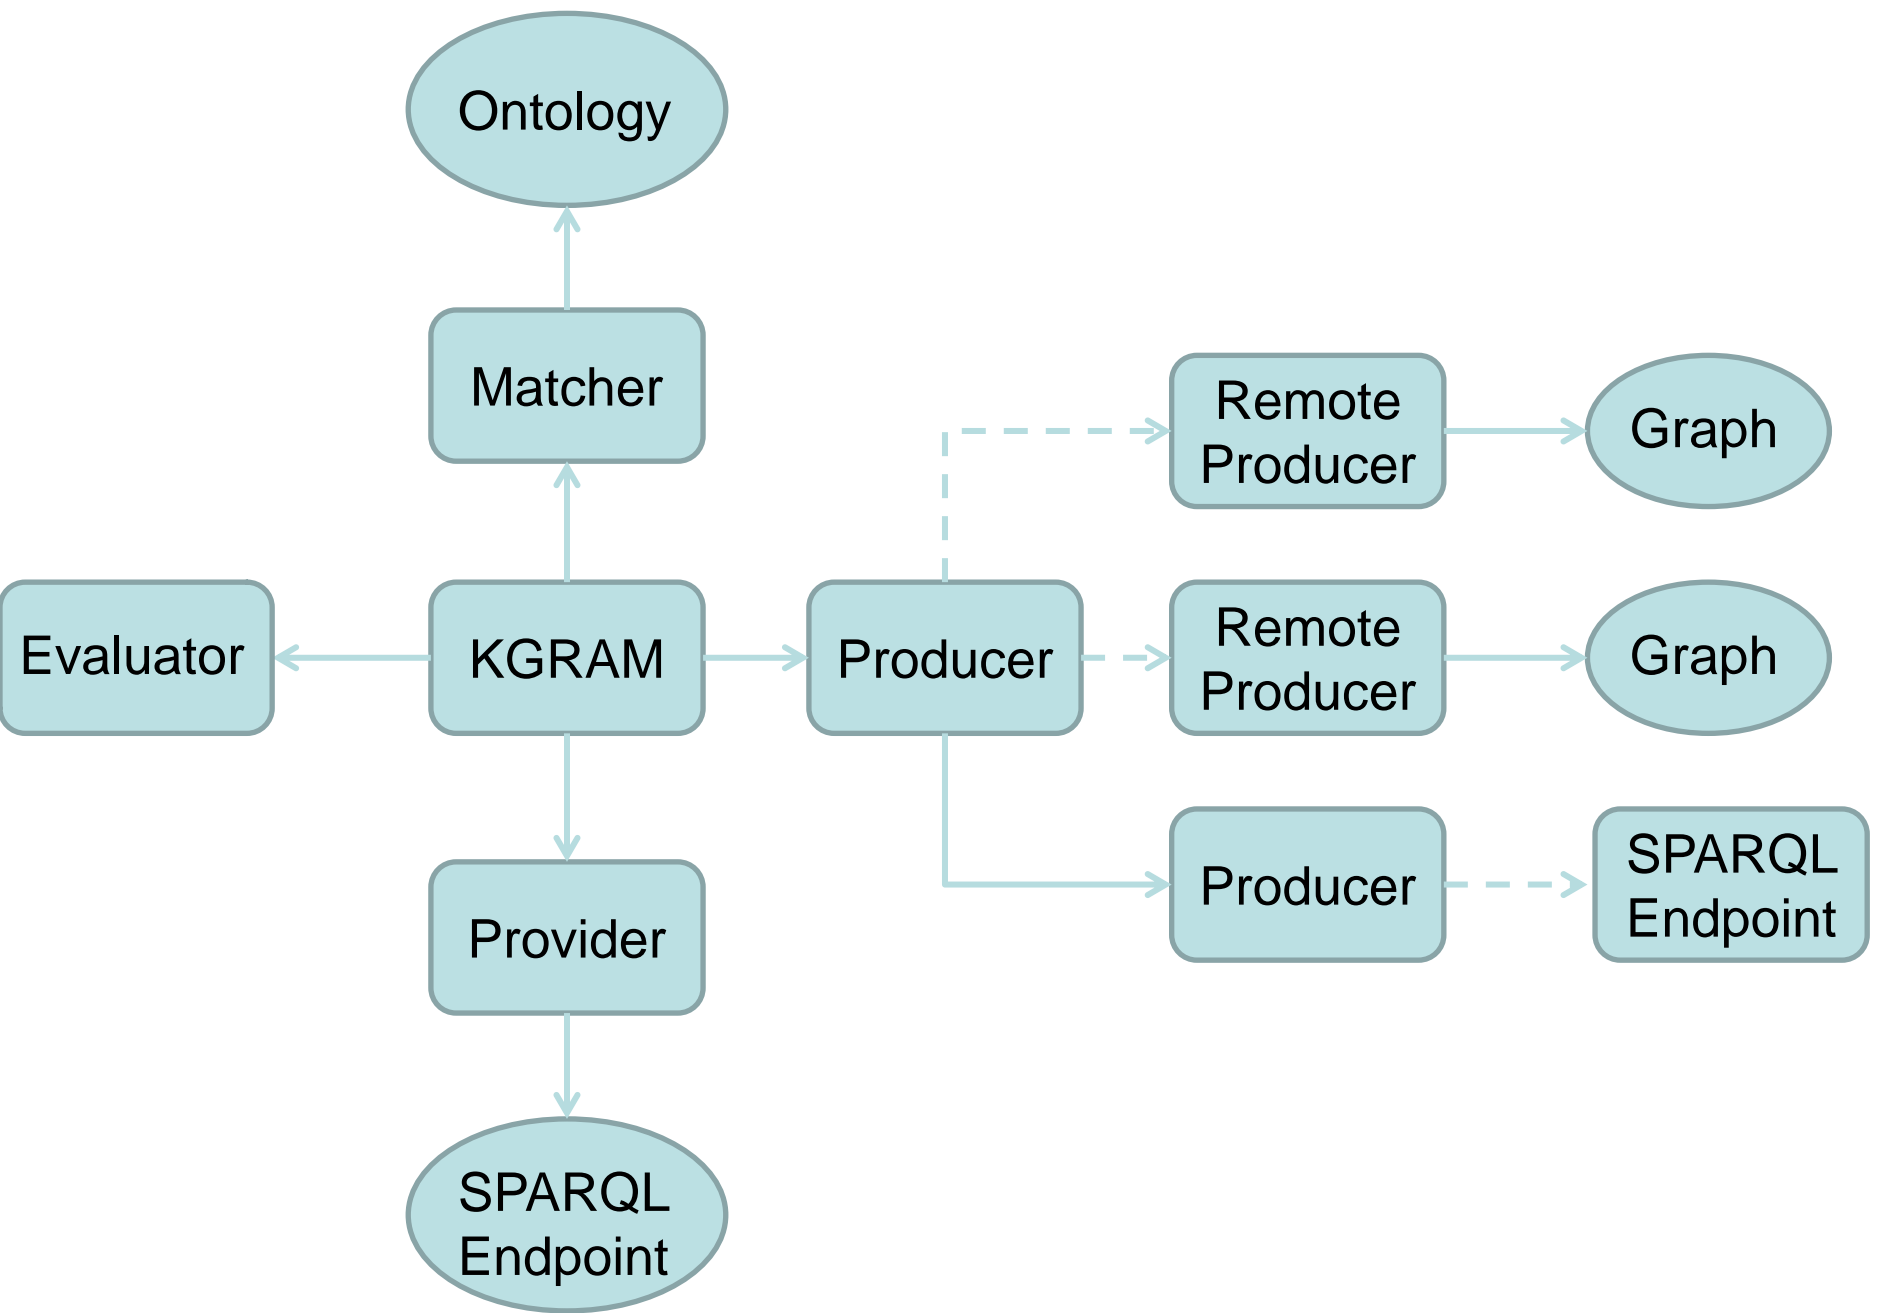 Ontology
Matcher
Remote
Producer
Graph
Evaluator
KGRAM
Producer
Remote
Producer
Graph
Provider
Producer
SPARQL
Endpoint
SPARQL
Endpoint